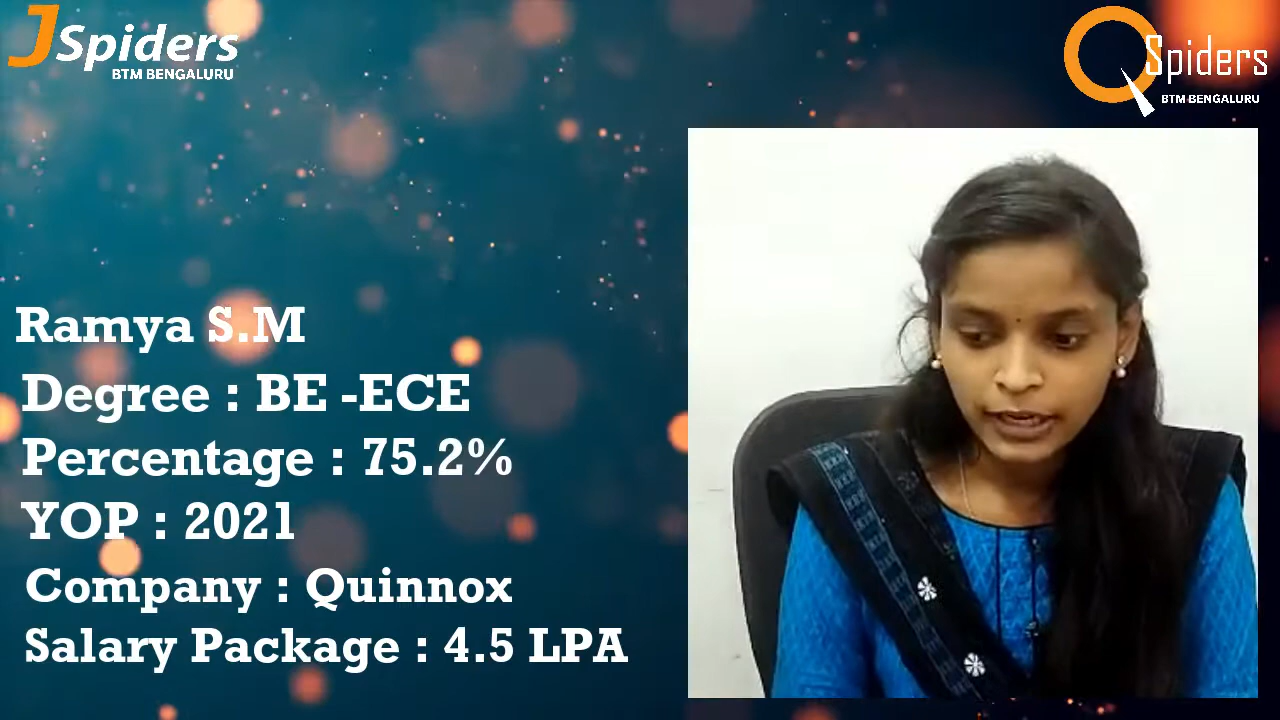 JSpiders
BTM BENGALURU
QSpiders
BTM BENGALURU
Ramya S.M
Degree : BE -ECE
Percentage : 75.2%
YOP : 2021
Company : Quinnox
Salary Package : 4.5 LPA